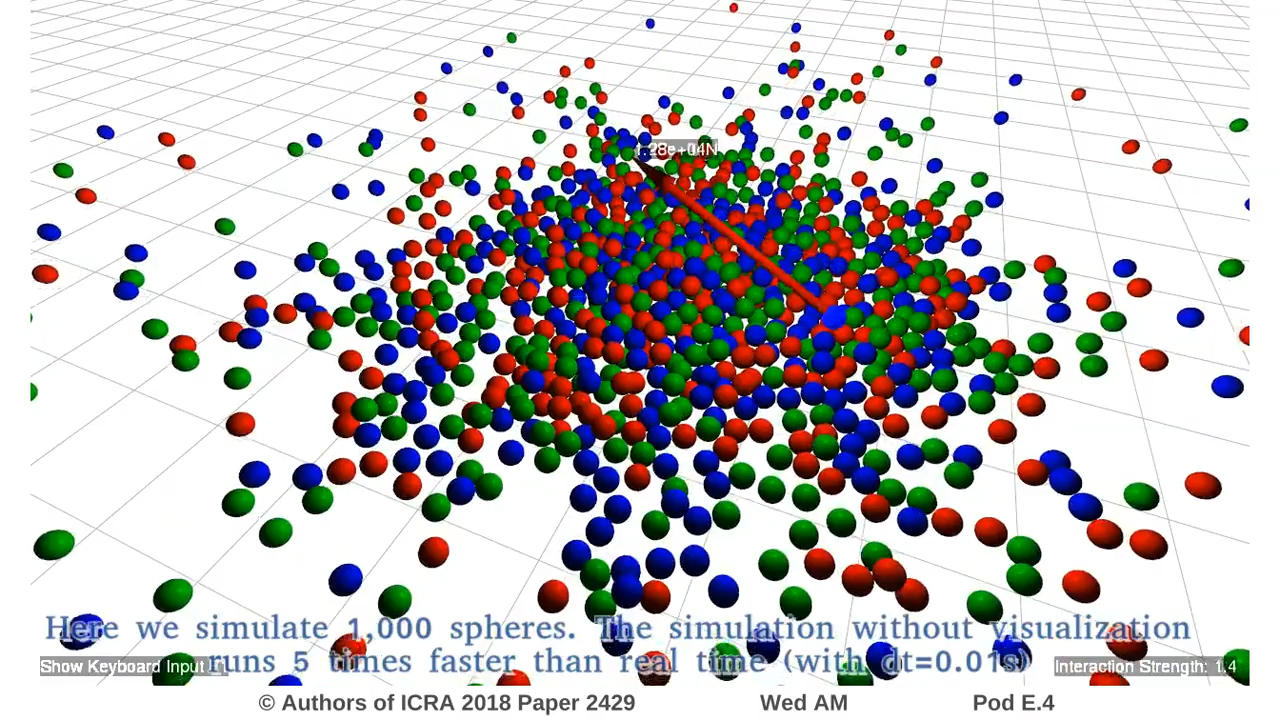 1.28e+04N
Here we simulate 1,000 spheres. The simulation without visualization
runs 5 times faster than real time (with dt=0.01s)
Show Keyboard Input
Interaction Strength: 1.4
© Authors of ICRA 2018 Paper 2429 Wed AM Pod E.4